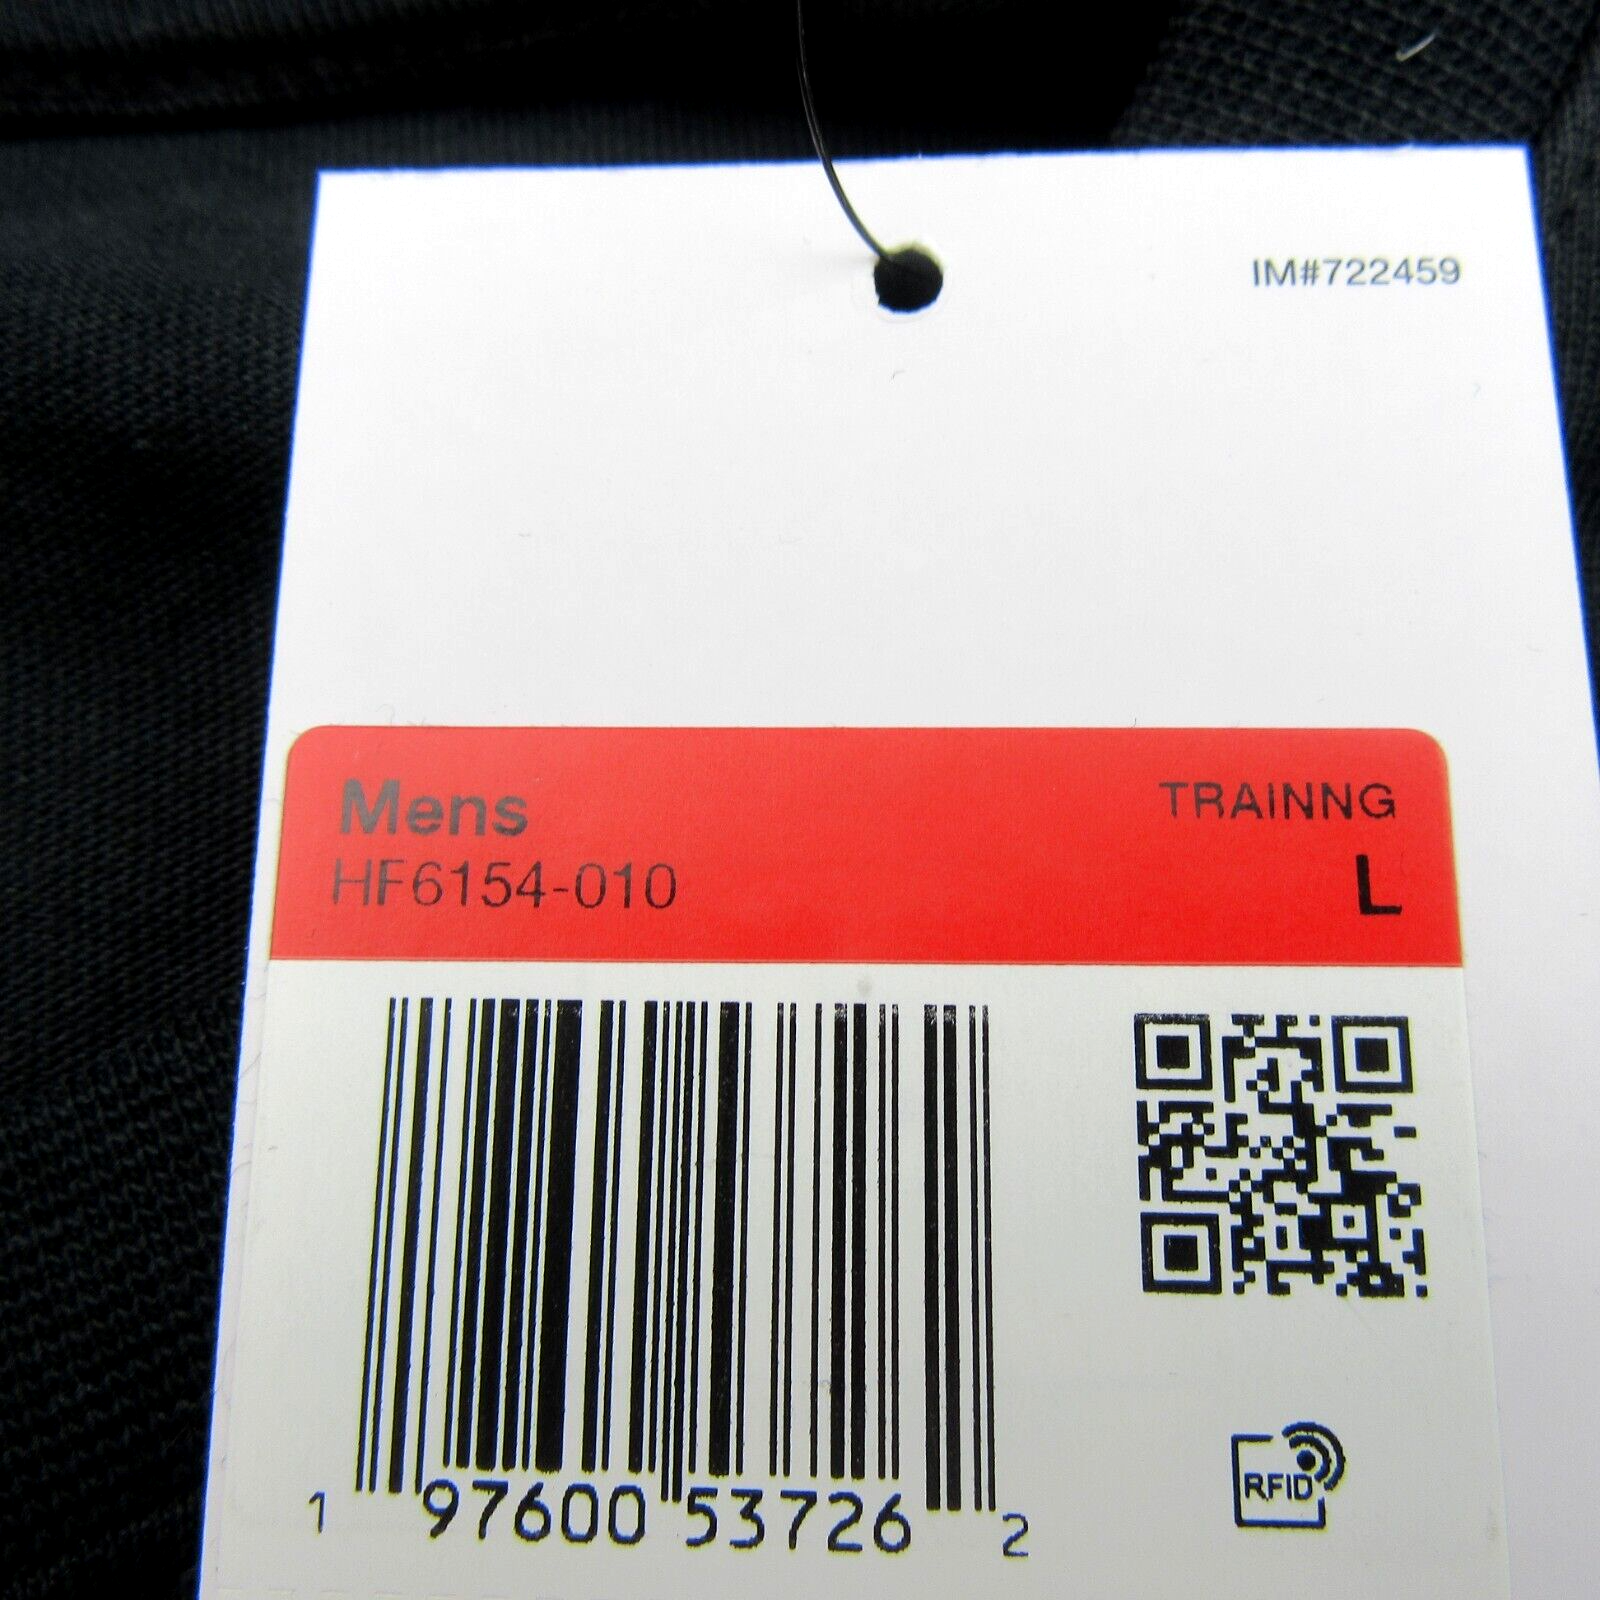 IM#722459
Mens TRAINNG
HF6154-010 L
1 97600 53726 2
RFID